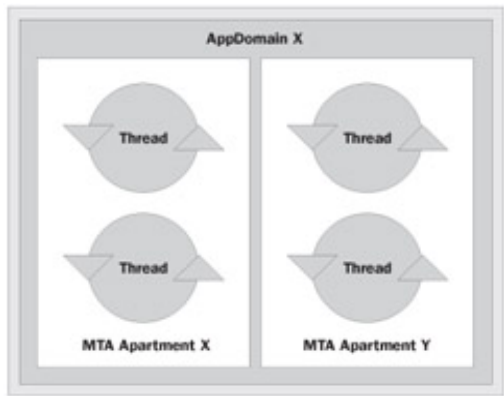 AppDomain X
Thread
Thread
Thread
Thread
MTA Apartment X
MTA Apartment Y